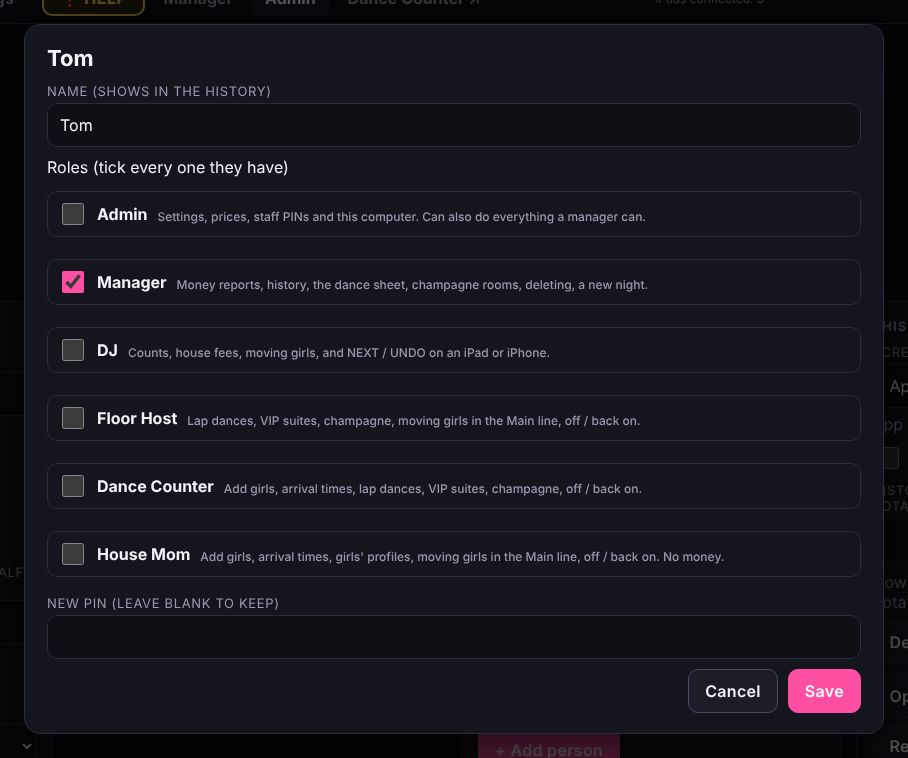 HELP
Manager
Admin
Dance Counter
Tom
NAME (SHOWS IN THE HISTORY)
Tom
Roles (tick every one they have)
Admin Settings, prices, staff PINs and this computer. Can also do everything a manager can.
Manager Money reports, history, the dance sheet, champagne rooms, deleting, a new night.
DJ Counts, house fees, moving girls, and NEXT / UNDO on an iPad or iPhone.
Floor Host Lap dances, VIP suites, champagne, moving girls in the Main line, off / back on.
Dance Counter Add girls, arrival times, lap dances, VIP suites, champagne, off / back on.
House Mom Add girls, arrival times, girls' profiles, moving girls in the Main line, off / back on. No money.
NEW PIN (LEAVE BLANK TO KEEP)
Cancel Save
+ Add person